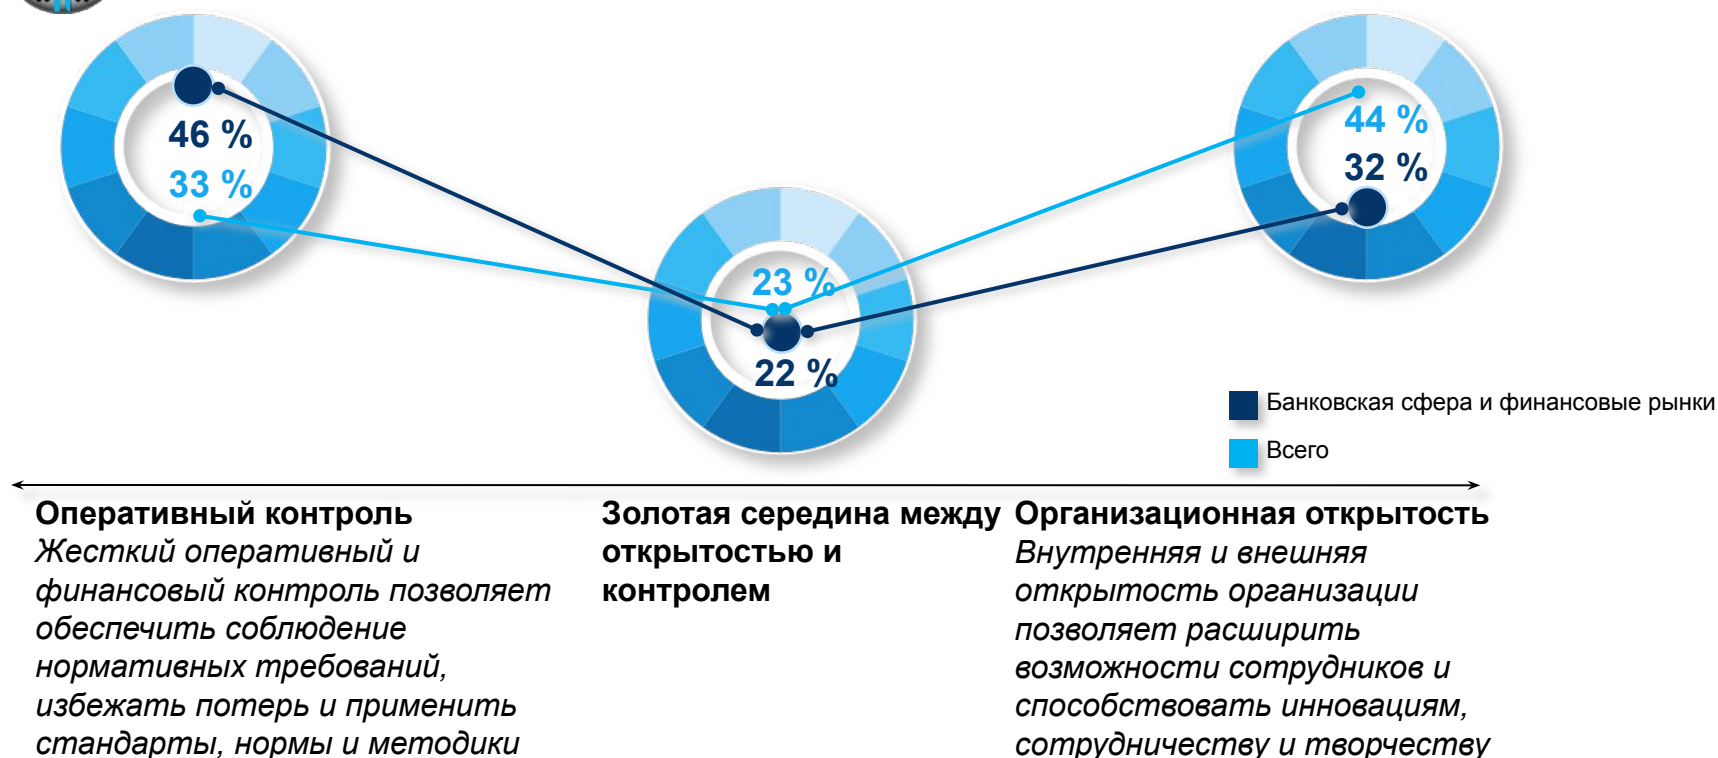 46 %
33 %
23 %
22 %
44 %
32 %
Банковская сфера и финансовые рынки
Всего
Оперативный контроль
Жесткий оперативный и
финансовый контроль позволяет
обеспечить соблюдение
нормативных требований,
избежать потерь и применить
стандарты, нормы и методики
Золотая середина между
открытостью и
контролем
Организационная открытость
Внутренняя и внешняя
открытость организации
позволяет расширить
возможности сотрудников и
способствовать инновациям,
сотрудничеству и творчеству